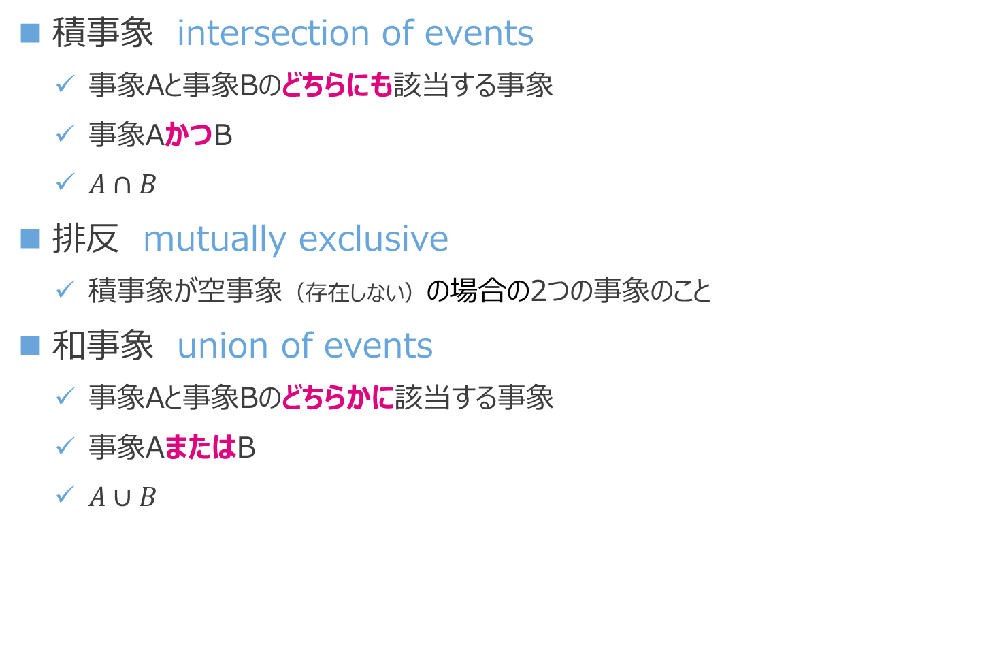 ■ 積事象 intersection of events
✓ 事象Aと事象Bのどちらにも該当する事象
✓ 事象AかつB
✓ A ∩ B
■ 排反 mutually exclusive
✓ 積事象が空事象（存在しない）の場合の2つの事象のこと
■ 和事象 union of events
✓ 事象Aと事象Bのどちらかに該当する事象
✓ 事象AまたはB
✓ A ∪ B